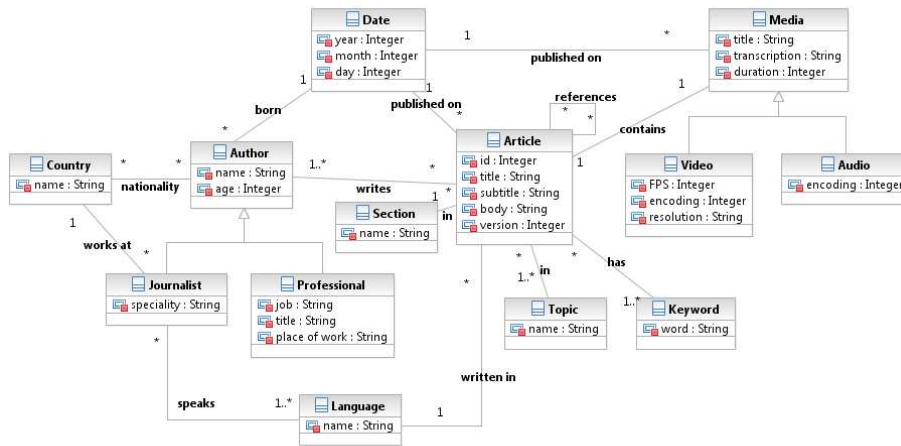 Date
year : Integer
month : Integer
day : Integer
Media
title : String
transcription : String
duration : Integer
1
*
published on
1
1
1
references
born
published on
*
*
*
contains
*
Country
name : String
*
*
nationality
Author
name : String
age : Integer
1..*
*
writes
Article
id : Integer
title : String
subtitle : String
body : String
version : Integer
1
Video
FPS : Integer
encoding : Integer
resolution : String
Audio
encoding : Integer
1
*
in
Section
name : String
1
works at
*
Journalist
speciality : String
Professional
job : String
title : String
place of work : String
*
in
1..*
*
has
1..*
*
Topic
name : String
Keyword
word : String
*
speaks
1..*
written in
1
Language
name : String